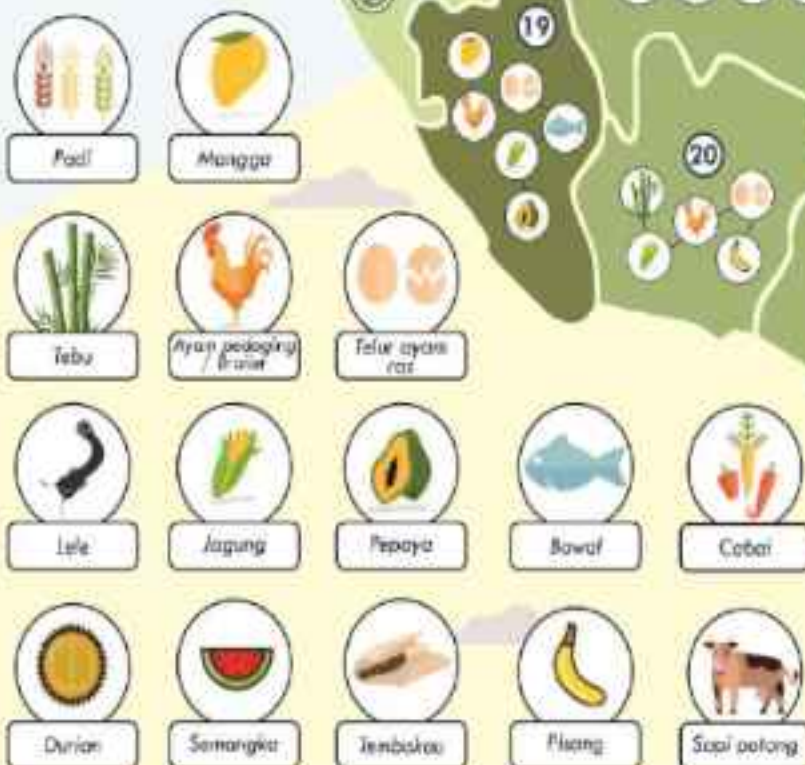 19
Padi
Mangga
20
Tebu
Ayam pedaging
/ Broiler
Telur ayam
ras
Lele
Jagung
Pepaya
Bawal
Cabai
Durian
Semangka
Tembakau
Pisang
Sapi potong